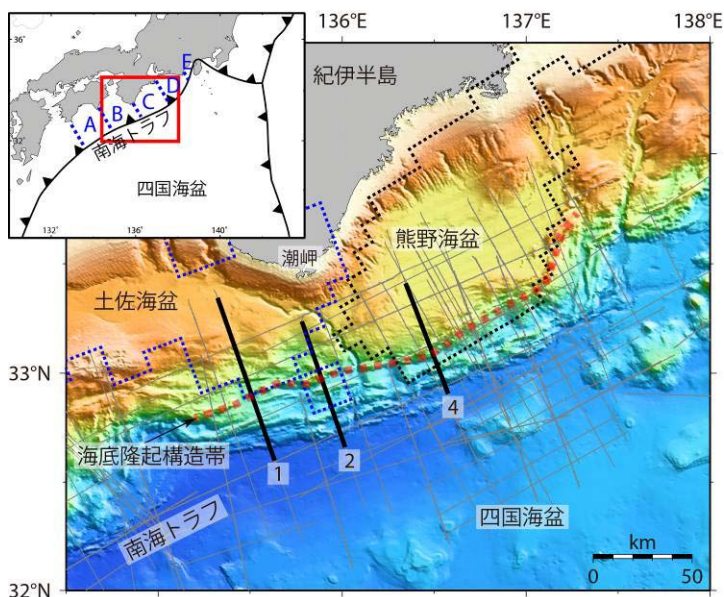 136°E
137°E
138°E
36°
32°
132°
136°
140°
E
D
C
B
A
南海トラフ
四国海盆
紀伊半島
熊野海盆
潮岬
土佐海盆
33°N
海底隆起構造帯
1
2
4
南海トラフ
四国海盆
km
0
50
32°N